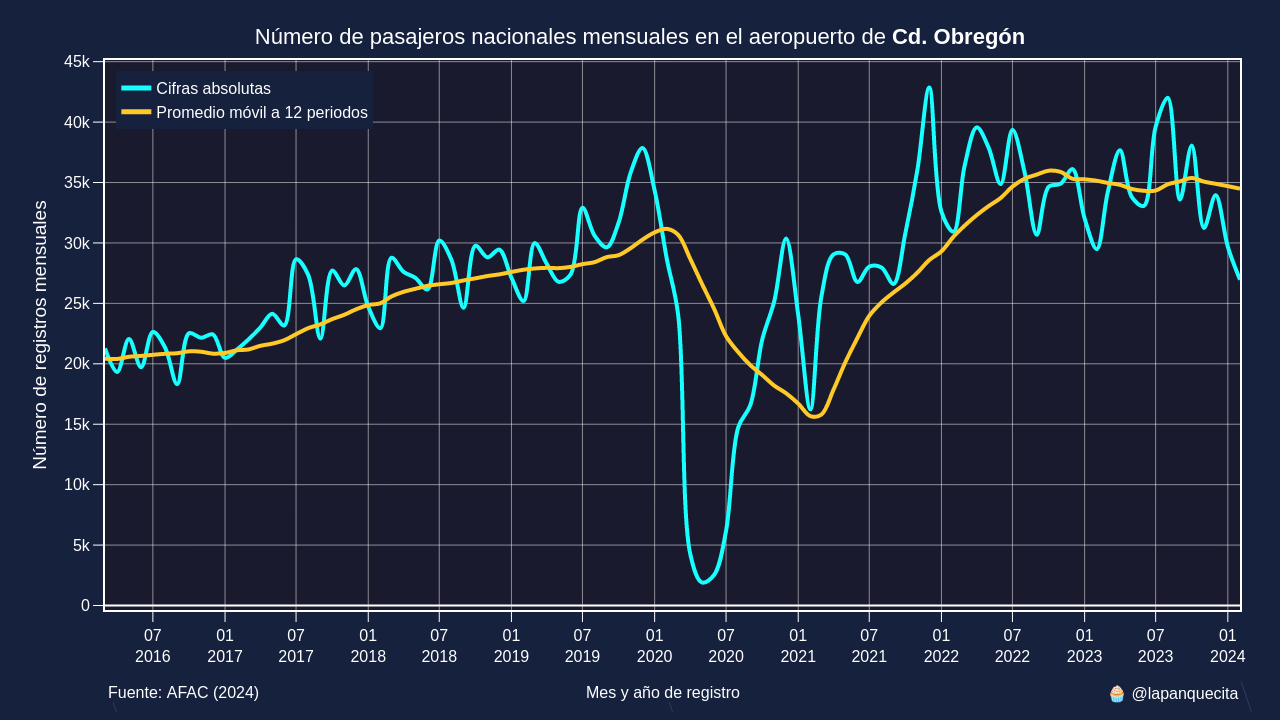 Número de pasajeros nacionales mensuales en el aeropuerto de Cd. Obregón
Cifras absolutas
Promedio móvil a 12 periodos
Número de registros mensuales
45k
40k
35k
30k
25k
20k
15k
10k
5k
0
07 01 07 01 07 01 07 01 07 01 07 01 07 01 07 01
2016 2017 2017 2018 2018 2019 2019 2020 2020 2021 2021 2022 2022 2023 2023 2024
Fuente: AFAC (2024)
Mes y año de registro
🧁 @lapanquecita